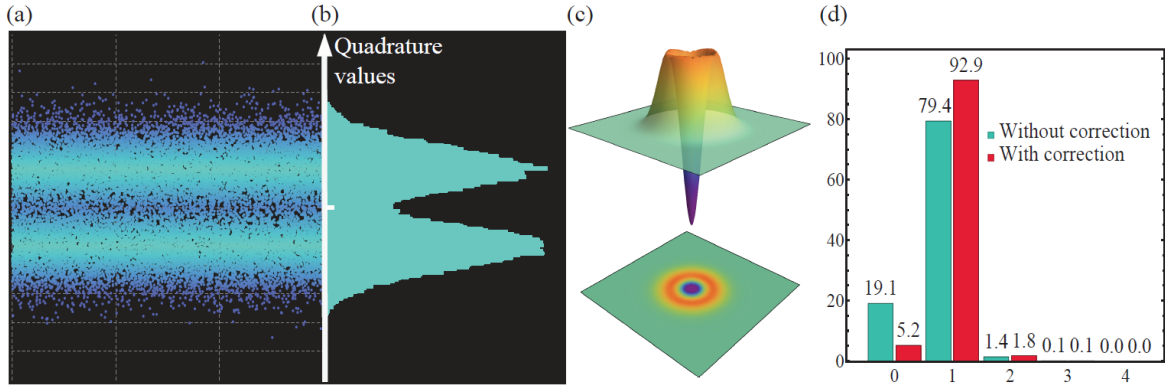 (a)
(b)
(c)
(d)
Quadrature
values
100
80
60
40
20
0
19.1
5.2
79.4
92.9
1.4
1.8
0.1
0.1
0.0
0.0
Without correction
With correction
0
1
2
3
4